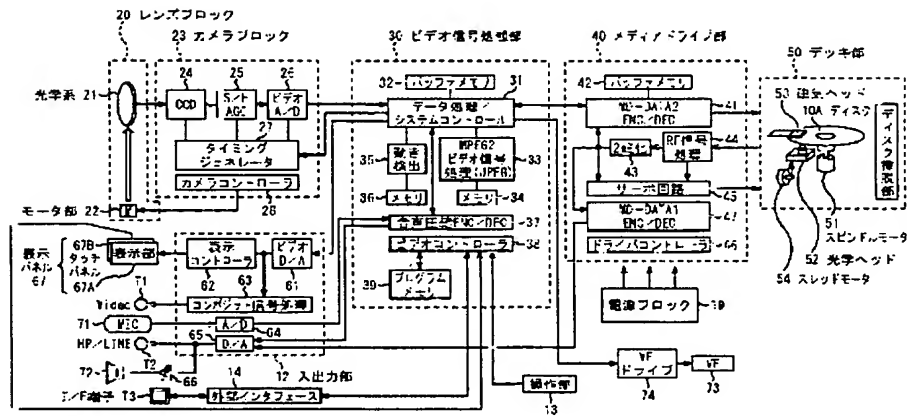 20 レンズブロック
23 カメラブロック
24
25
26
光学系 21
CCD
S/H AGC
ビデオ A/D
27
タイミング
ジェネレータ
カメラコントローラ
28
モータ部 22
M
30 ビデオ信号処理部
32
バッファメモリ
31
データ処理/
システムコントロール
35
動き
検出
MPEG2
ビデオ信号
処理(JPEG)
33
36
メモリ
メモリ
34
音声圧縮ENC/DEC
37
ビデオコントローラ
38
39
プログラム
メモリ
40 メディアドライブ部
42
バッファメモリ
MD-DATA2
ENC/DEC
41
2値化
43
RF信号
処理
44
サーボ回路
45
MD-DATA1
ENC/DEC
47
ドライバコントローラ
46
電源ブロック
19
50 デッキ部
53 磁気ヘッド
10A ディスク
ディスク挿脱部
51
スピンドルモータ
52 光学ヘッド
54 スレッドモータ
表示
パネル
67
67B
タッチ
パネル
67A
表示部
表示
コントローラ
62
ビデオ
D/A
61
63
コンポジット信号処理
Video
T1
71
MIC
A/D
64
HP/LINE
T2
65
D/A
72
66
12 入出力部
I/F端子
T3
14
外部インタフェース
操作部
13
VF
ドライブ
74
VF
73